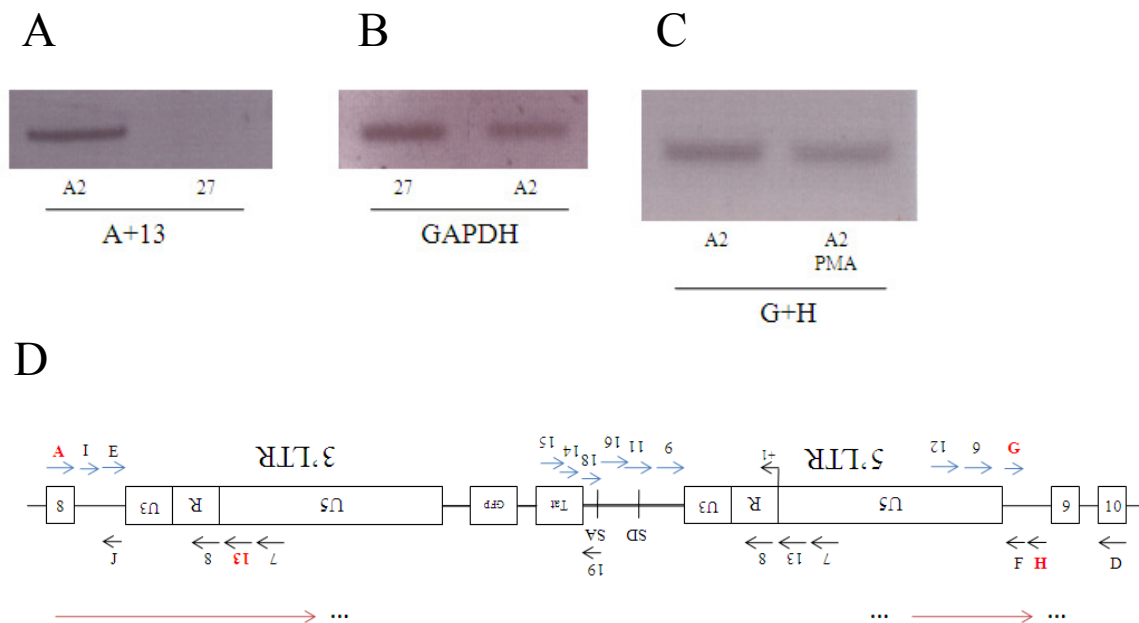 A B C
A2 27
A+13
27 A2
GAPDH
A2 A2
PMA
G+H
D
A I E 3'LTR 15 14 18 16 11 9 +1 5'LTR 12 6 G
8 U3 R U5 GFP Tat SA SD U3 R U5 9 10
J 8 13 7 19 8 13 7 F H D
... ... ...